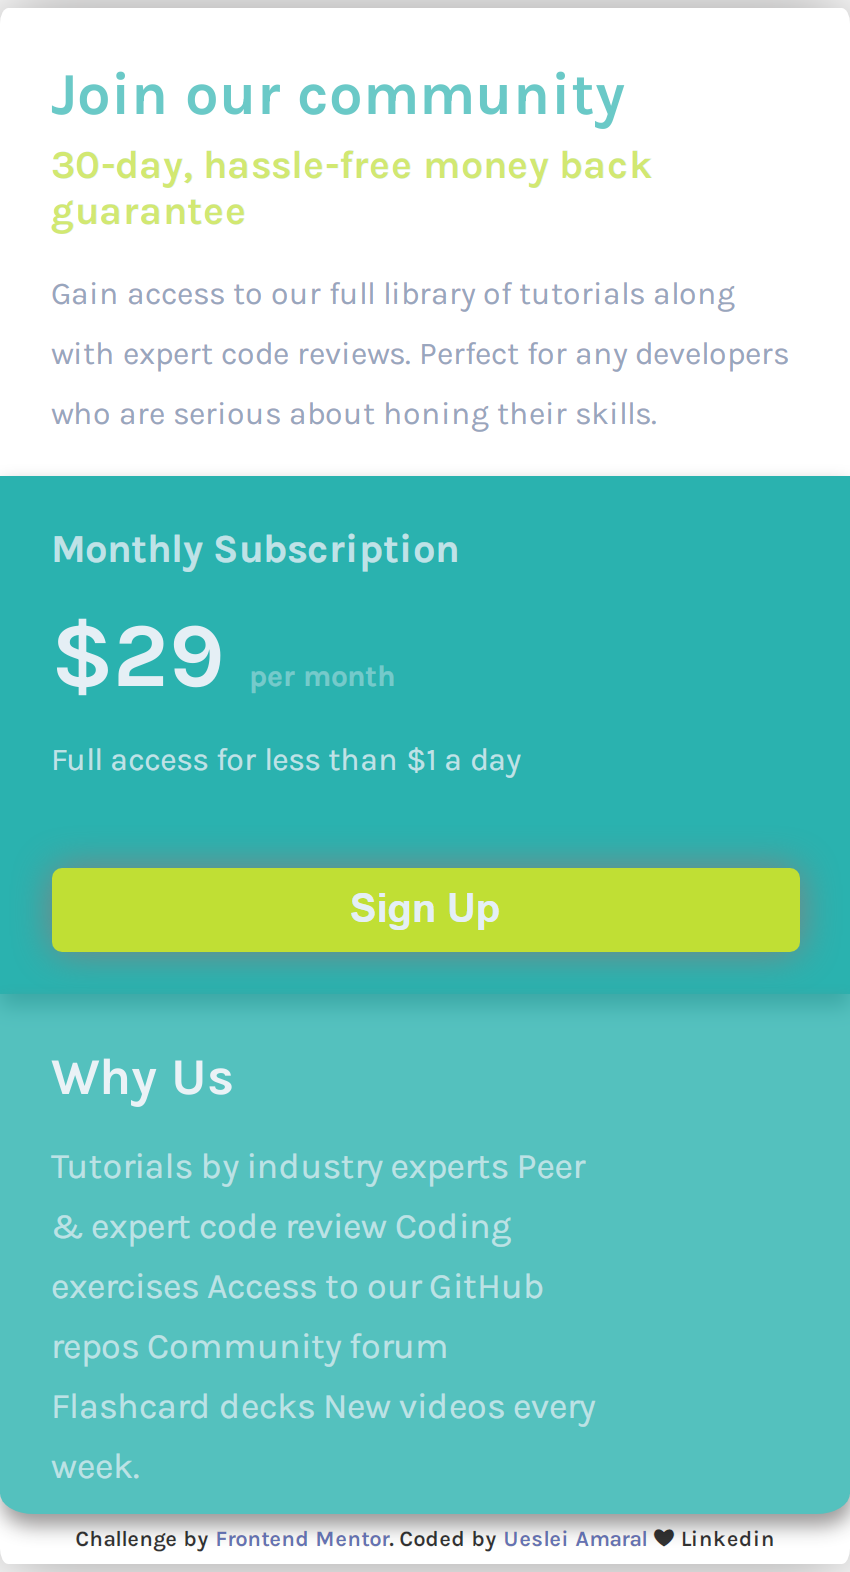 Join our community
30-day, hassle-free money back
guarantee
Gain access to our full library of tutorials along
with expert code reviews. Perfect for any developers
who are serious about honing their skills.
Monthly Subscription
$29 per month
Full access for less than $1 a day
Sign Up
Why Us
Tutorials by industry experts Peer
& expert code review Coding
exercises Access to our GitHub
repos Community forum
Flashcard decks New videos every
week.
Challenge by Frontend Mentor. Coded by Ueslei Amaral ♥ Linkedin